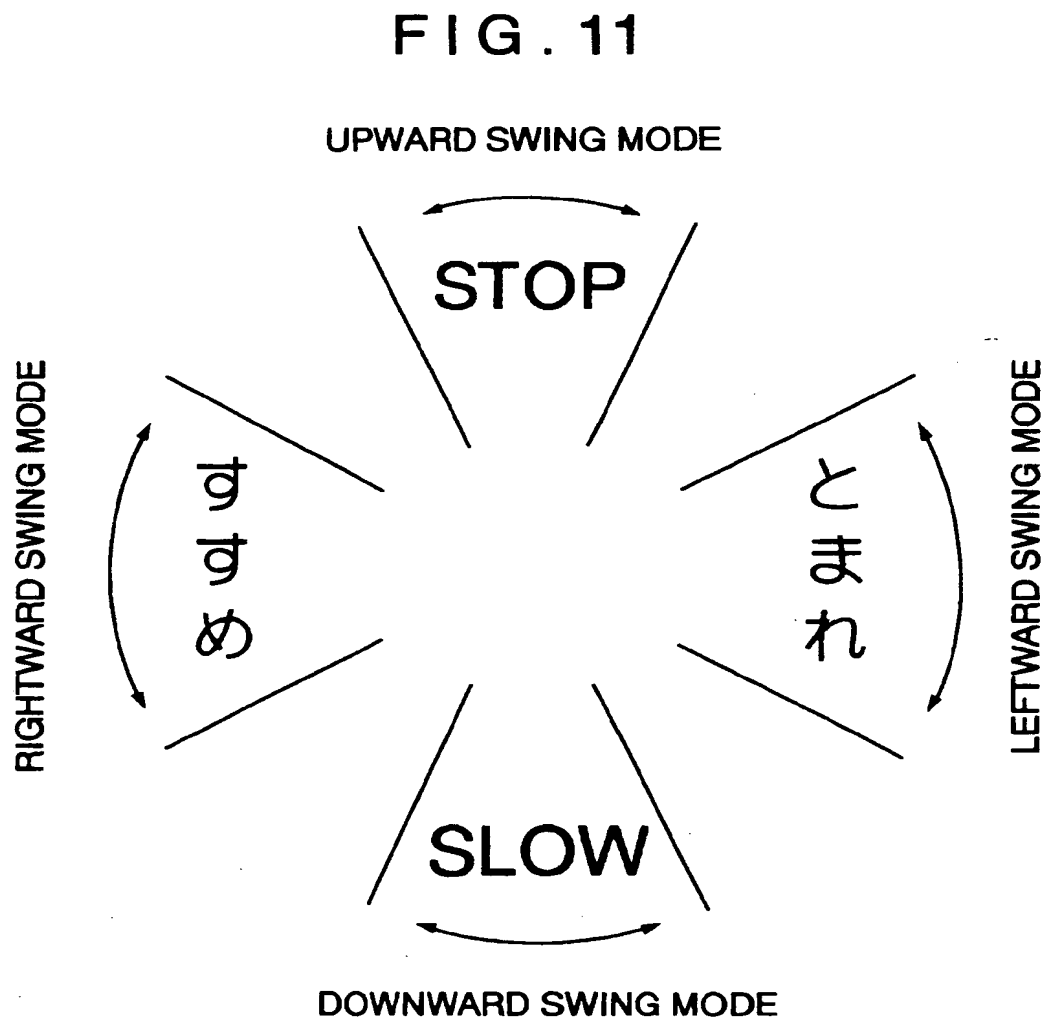 FIG. 11
UPWARD SWING MODE
STOP
RIGHTWARD SWING MODE
すすめ
とまれ
LEFTWARD SWING MODE
SLOW
DOWNWARD SWING MODE